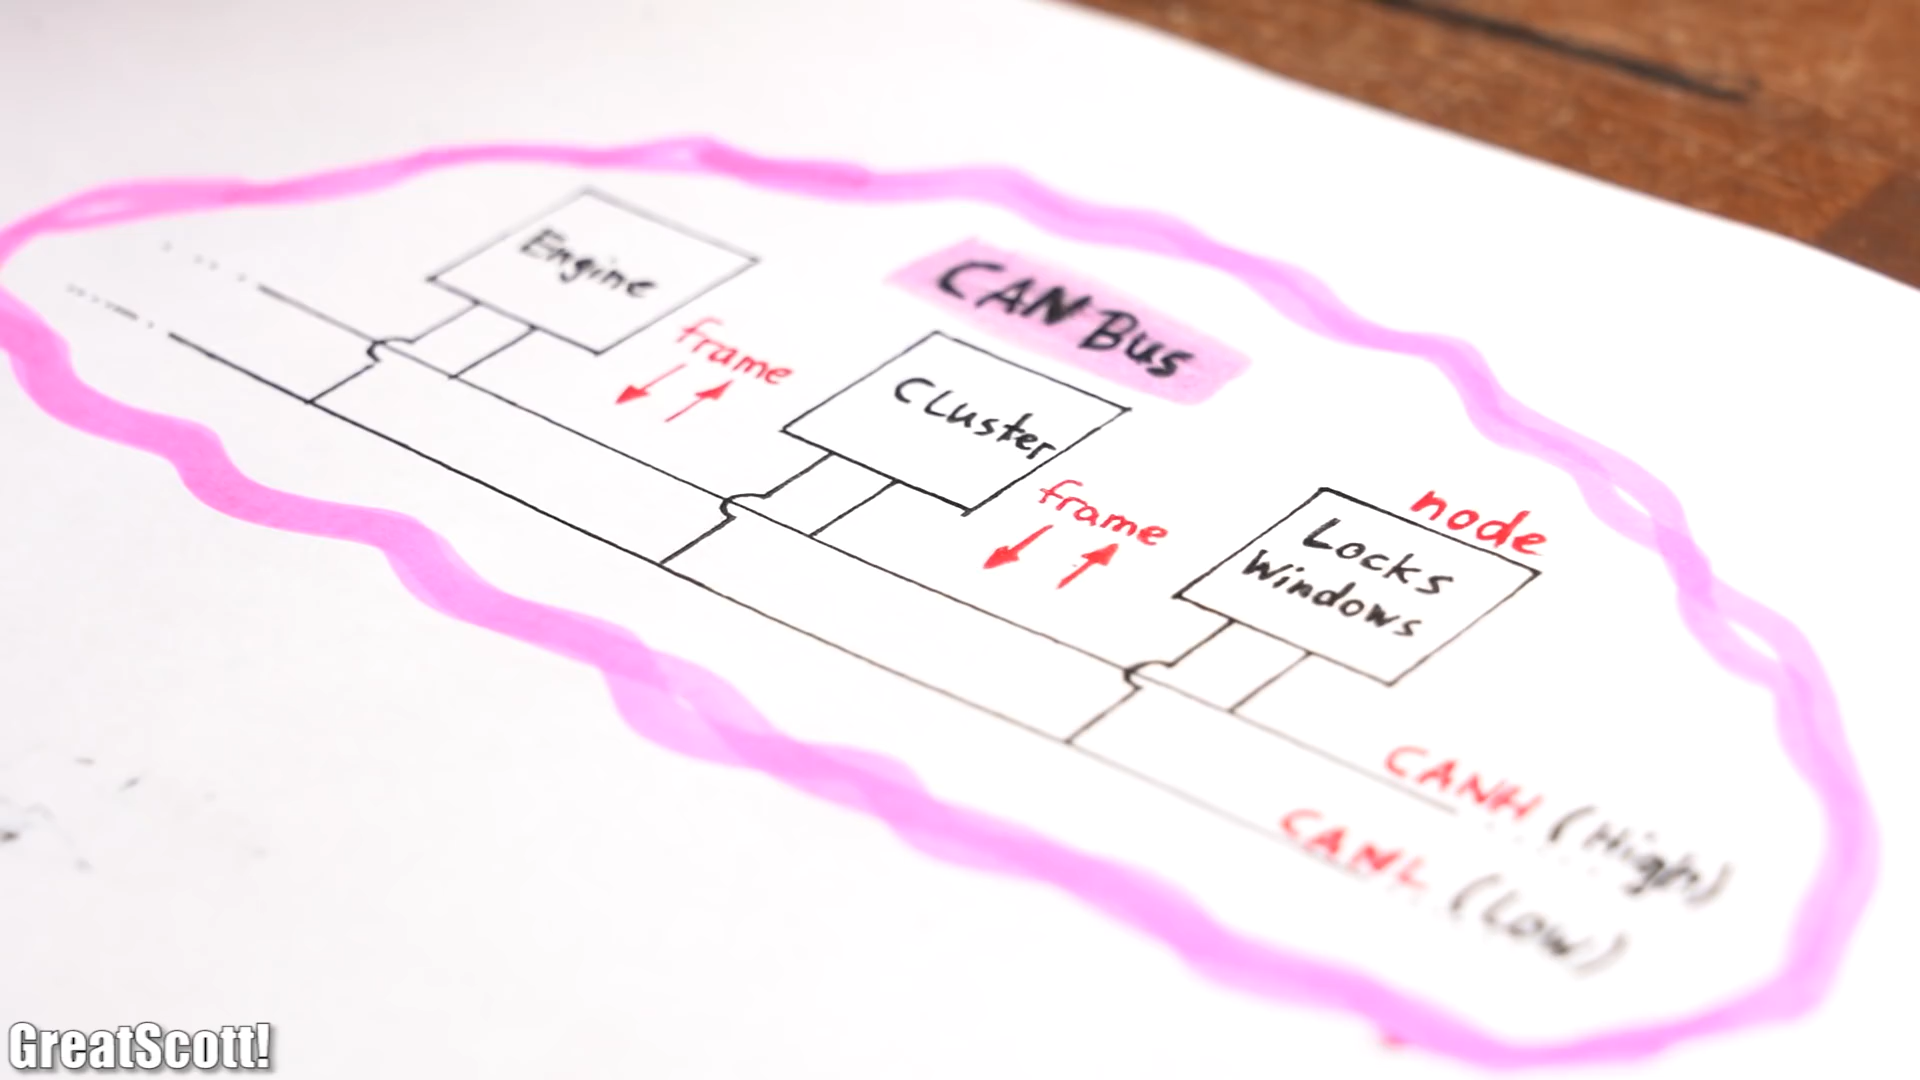 Engine
CAN Bus
frame
CLuster
frame
node
Locks
Windows
CANH (High)
CANL (Low)
GreatScott!